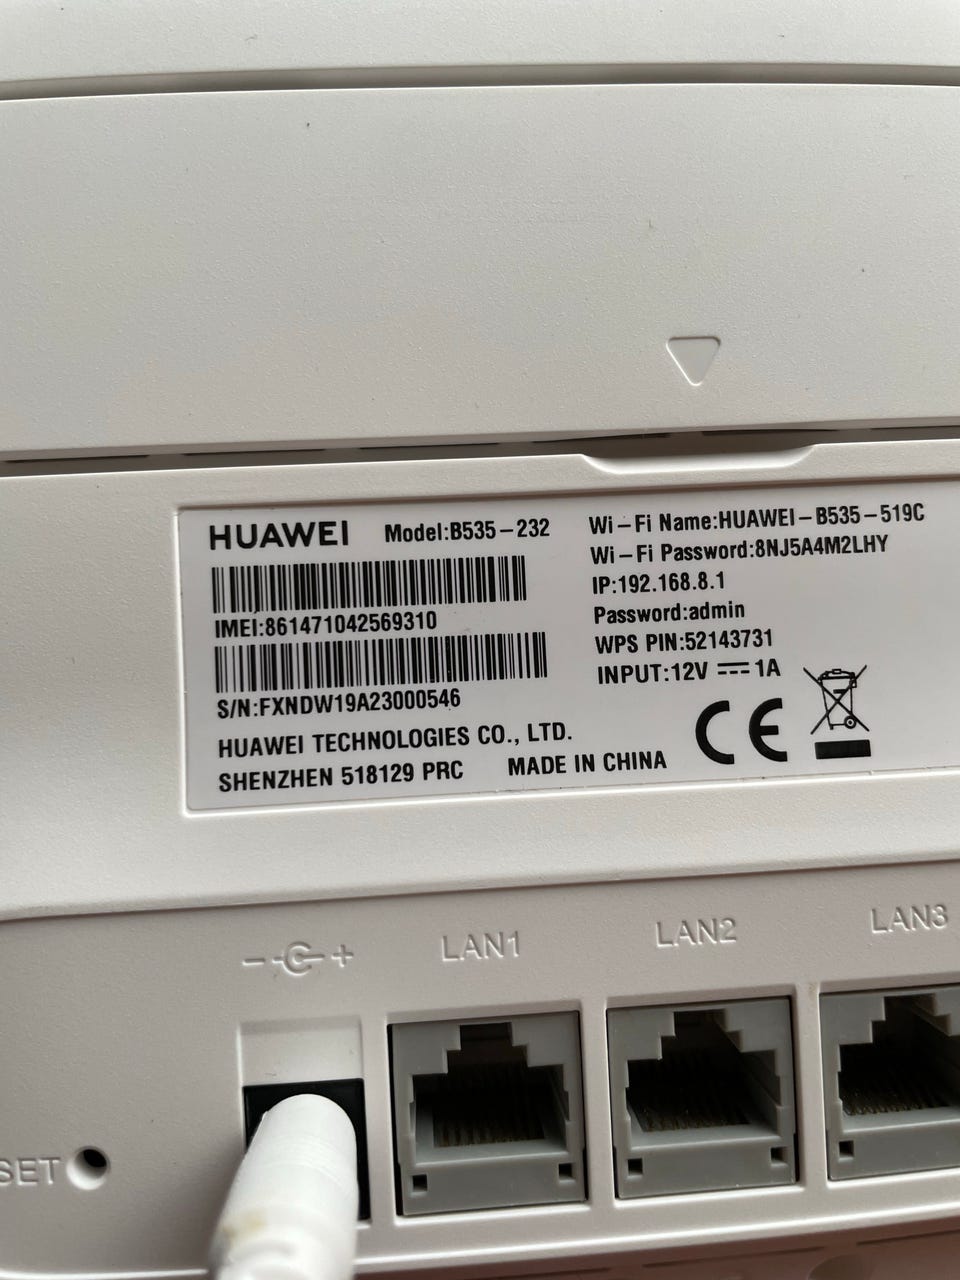 HUAWEI Model:B535-232
IMEI:861471042569310
S/N:FXNDW19A23000546
HUAWEI TECHNOLOGIES CO., LTD.
SHENZHEN 518129 PRC MADE IN CHINA
Wi-Fi Name:HUAWEI-B535-519C
Wi-Fi Password:8NJ5A4M2LHY
IP:192.168.8.1
Password:admin
WPS PIN:52143731
INPUT:12V ⎓ 1A
CE
- + LAN1 LAN2 LAN3
SET